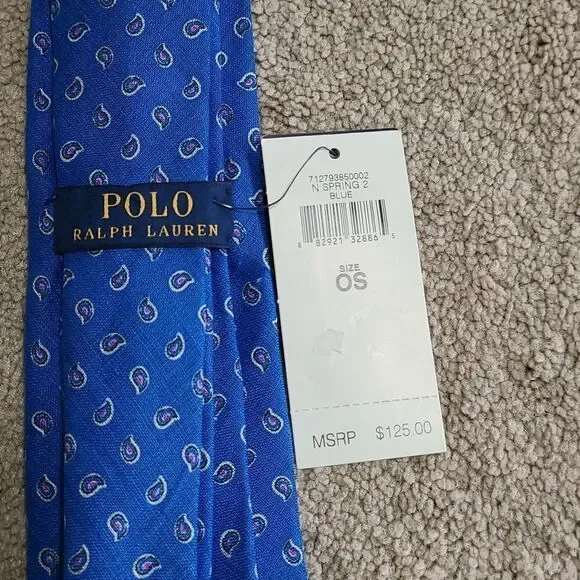 POLO
RALPH LAUREN
712793850002
N SPRING 2
BLUE
8 82921 32886 5
SIZE
OS
MSRP $125.00